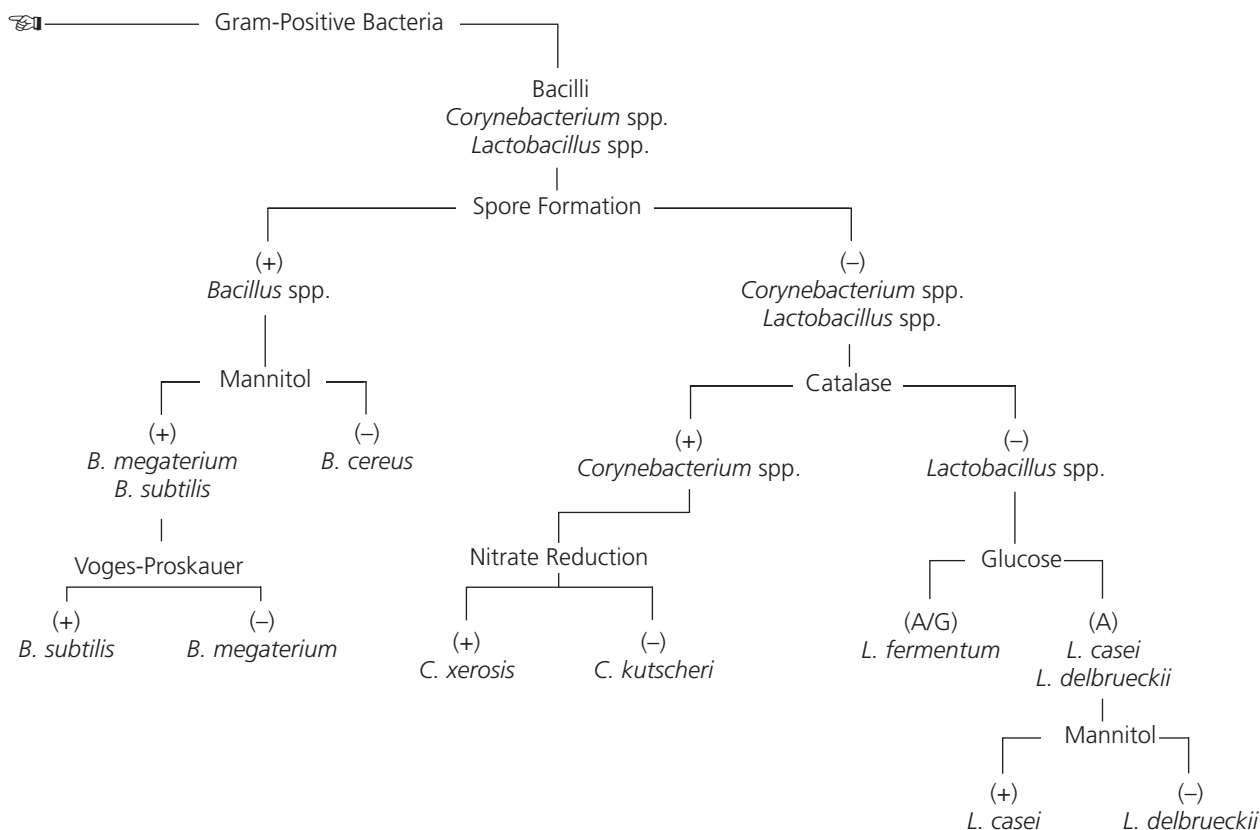 Gram-Positive Bacteria
Bacilli
Corynebacterium spp.
Lactobacillus spp.
Spore Formation
(+)
Bacillus spp.
(–)
Corynebacterium spp.
Lactobacillus spp.
Mannitol
Catalase
(+)
B. megaterium
B. subtilis
(–)
B. cereus
(+)
Corynebacterium spp.
(–)
Lactobacillus spp.
Voges-Proskauer
Nitrate Reduction
Glucose
(+)
B. subtilis
(–)
B. megaterium
(+)
C. xerosis
(–)
C. kutscheri
(A/G)
L. fermentum
(A)
L. casei
L. delbrueckii
Mannitol
(+)
L. casei
(–)
L. delbrueckii